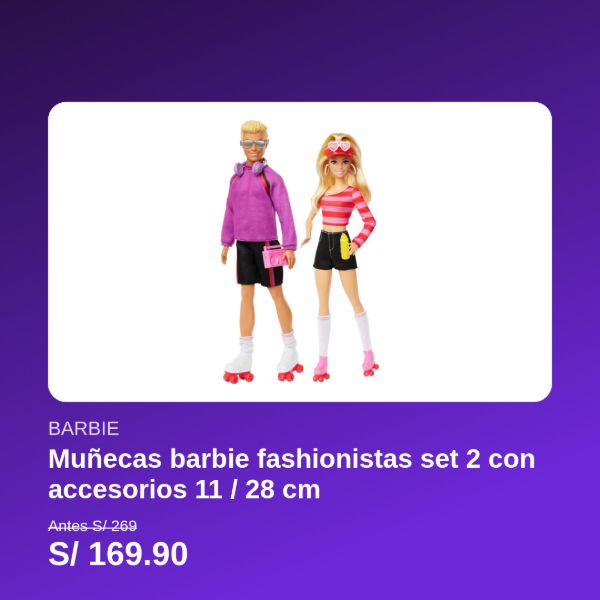 BARBIE
Muñecas barbie fashionistas set 2 con
accesorios 11 / 28 cm
Antes S/ 269
S/ 169.90